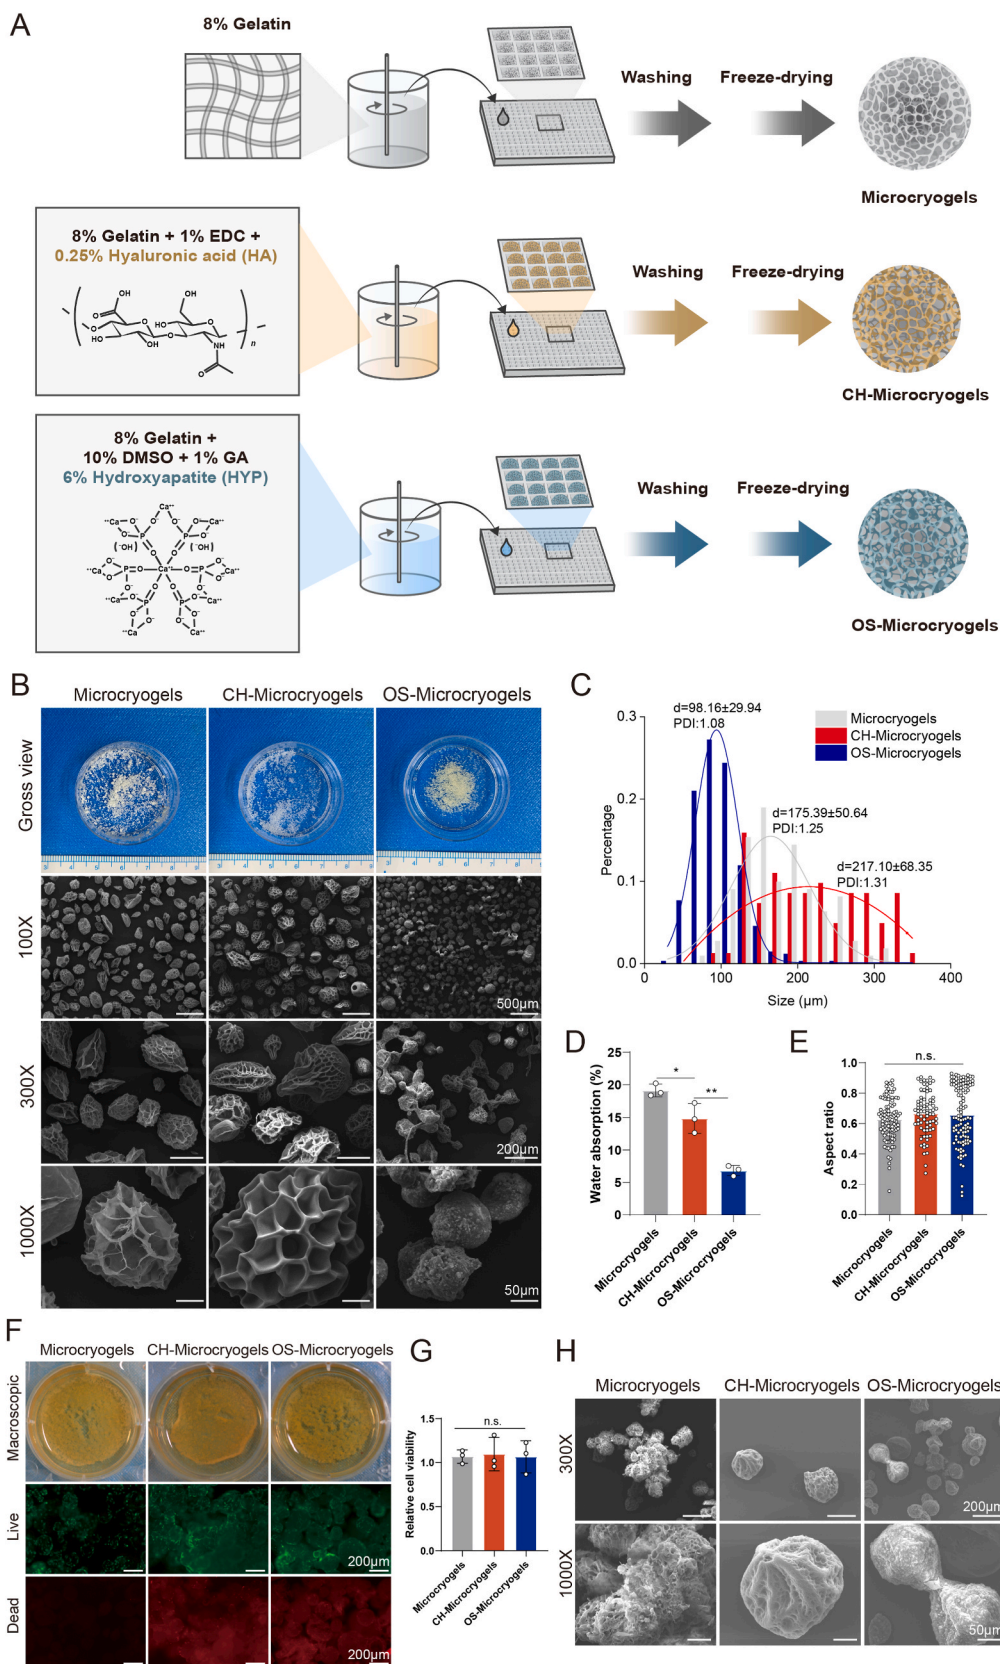 A
8% Gelatin
Washing
Freeze-drying
Microcryogels
8% Gelatin + 1% EDC +
0.25% Hyaluronic acid (HA)
Washing
Freeze-drying
CH-Microcryogels
8% Gelatin +
10% DMSO + 1% GA
6% Hydroxyapatite (HYP)
Washing
Freeze-drying
OS-Microcryogels
B
Microcryogels
CH-Microcryogels
OS-Microcryogels
Gross view
100X
500μm
300X
200μm
1000X
50μm
C
d=98.16±29.94
PDI:1.08
Microcryogels
CH-Microcryogels
OS-Microcryogels
d=175.39±50.64
PDI:1.25
d=217.10±68.35
PDI:1.31
Percentage
0.3
0.2
0.1
0.0
0
100
200
300
400
Size (μm)
D
Water absorption (%)
25
20
15
10
5
0
*
**
Microcryogels
CH-Microcryogels
OS-Microcryogels
E
n.s.
Aspect ratio
1.0
0.8
0.6
0.4
0.2
0.0
Microcryogels
CH-Microcryogels
OS-Microcryogels
F
Microcryogels
CH-Microcryogels
OS-Microcryogels
Macroscopic
Live
200μm
Dead
200μm
G
n.s.
Relative cell viability
1.5
1.0
0.5
0.0
Microcryogels
CH-Microcryogels
OS-Microcryogels
H
Microcryogels
CH-Microcryogels
OS-Microcryogels
300X
200μm
1000X
50μm